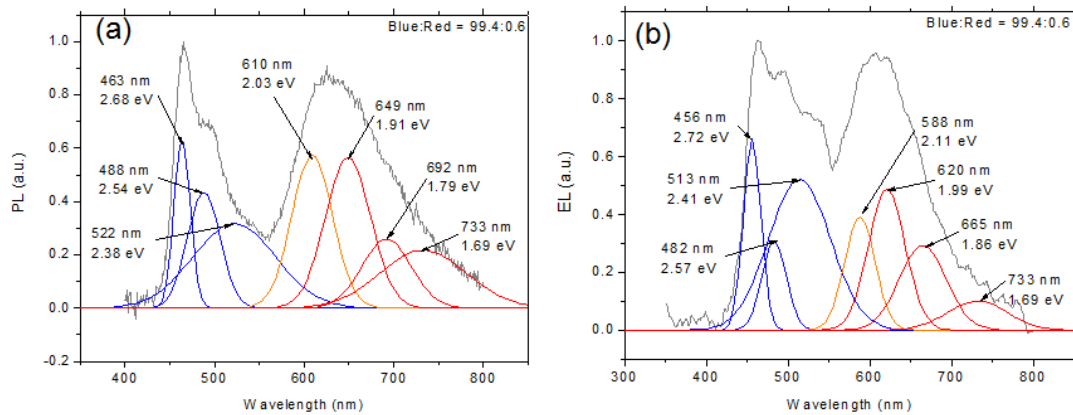 (a)
Blue:Red = 99.4:0.6
1.0
0.8
0.6
0.4
0.2
0.0
-0.2
PL (a.u.)
463 nm
2.68 eV
488 nm
2.54 eV
522 nm
2.38 eV
610 nm
2.03 eV
649 nm
1.91 eV
692 nm
1.79 eV
733 nm
1.69 eV
400
500
600
700
800
Wavelength (nm)
(b)
Blue:Red = 99.4:0.6
1.0
0.8
0.6
0.4
0.2
0.0
EL (a.u.)
456 nm
2.72 eV
513 nm
2.41 eV
482 nm
2.57 eV
588 nm
2.11 eV
620 nm
1.99 eV
665 nm
1.86 eV
733 nm
1.69 eV
300
400
500
600
700
800
Wavelength (nm)